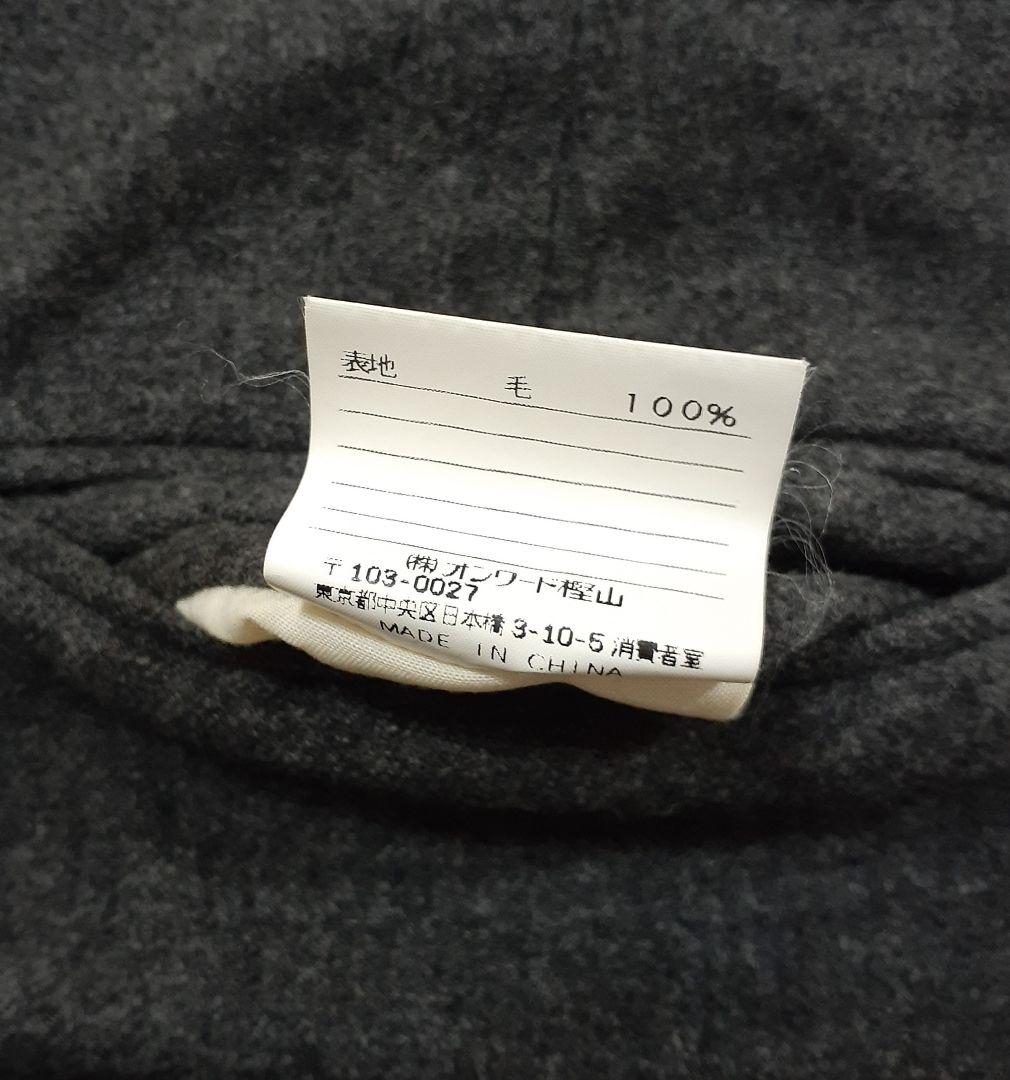 表地 毛 100%
(株)オンワード樫山
〒103-0027
東京都中央区日本橋 3-10-5 消費者室
MADE IN CHINA